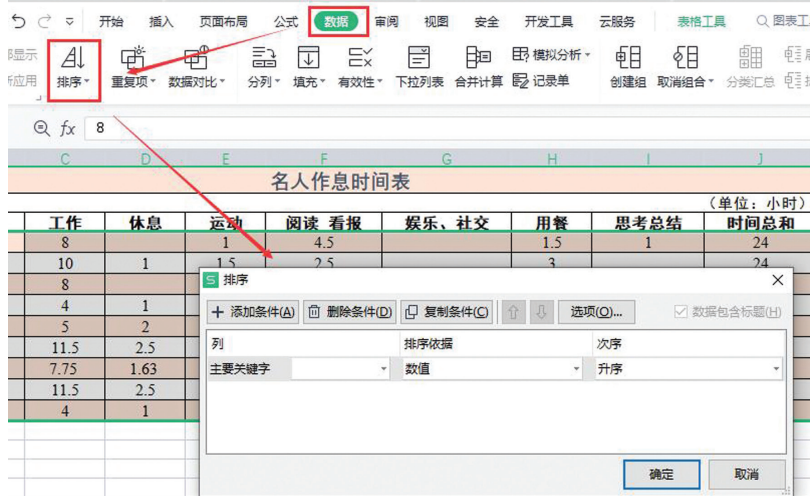 开始 插入 页面布局 公式 数据 审阅 视图 安全 开发工具 云服务 表格工具 图表工
显示 排序 重复项 数据对比 分列 填充 有效性 下拉列表 合并计算 模拟分析 记录单 创建组 取消组合 分类汇总
应用
fx 8
C D E F G H I J
名人作息时间表
（单位：小时）
工作 休息 运动 阅读 看报 娱乐、社交 用餐 思考总结 时间总和
8 1 4.5 1.5 1 24
10 1 1.5 2.5 3 24
8
4 1
5 2
11.5 2.5
7.75 1.63
11.5 2.5
4 1
S 排序
添加条件(A) 删除条件(D) 复制条件(C) 选项(O)... 数据包含标题(H)
列 排序依据 次序
主要关键字 数值 升序
确定 取消